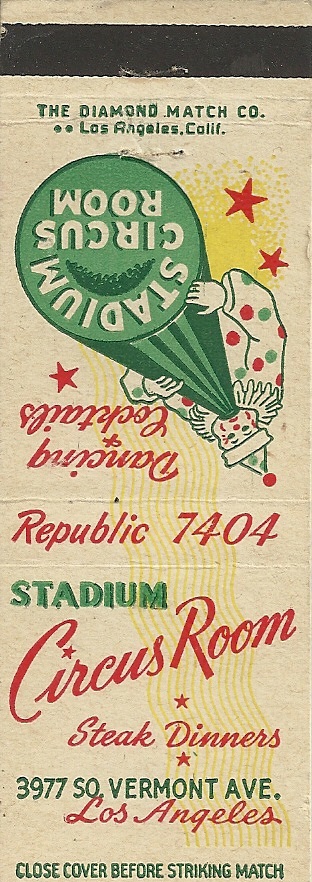 THE DIAMOND MATCH CO.
•• Los Angeles, Calif.
STADIUM
CIRCUS
ROOM
Dancing
&
Cocktails
Republic 7404
STADIUM
Circus Room
Steak Dinners
3977 SO. VERMONT AVE.
Los Angeles
CLOSE COVER BEFORE STRIKING MATCH